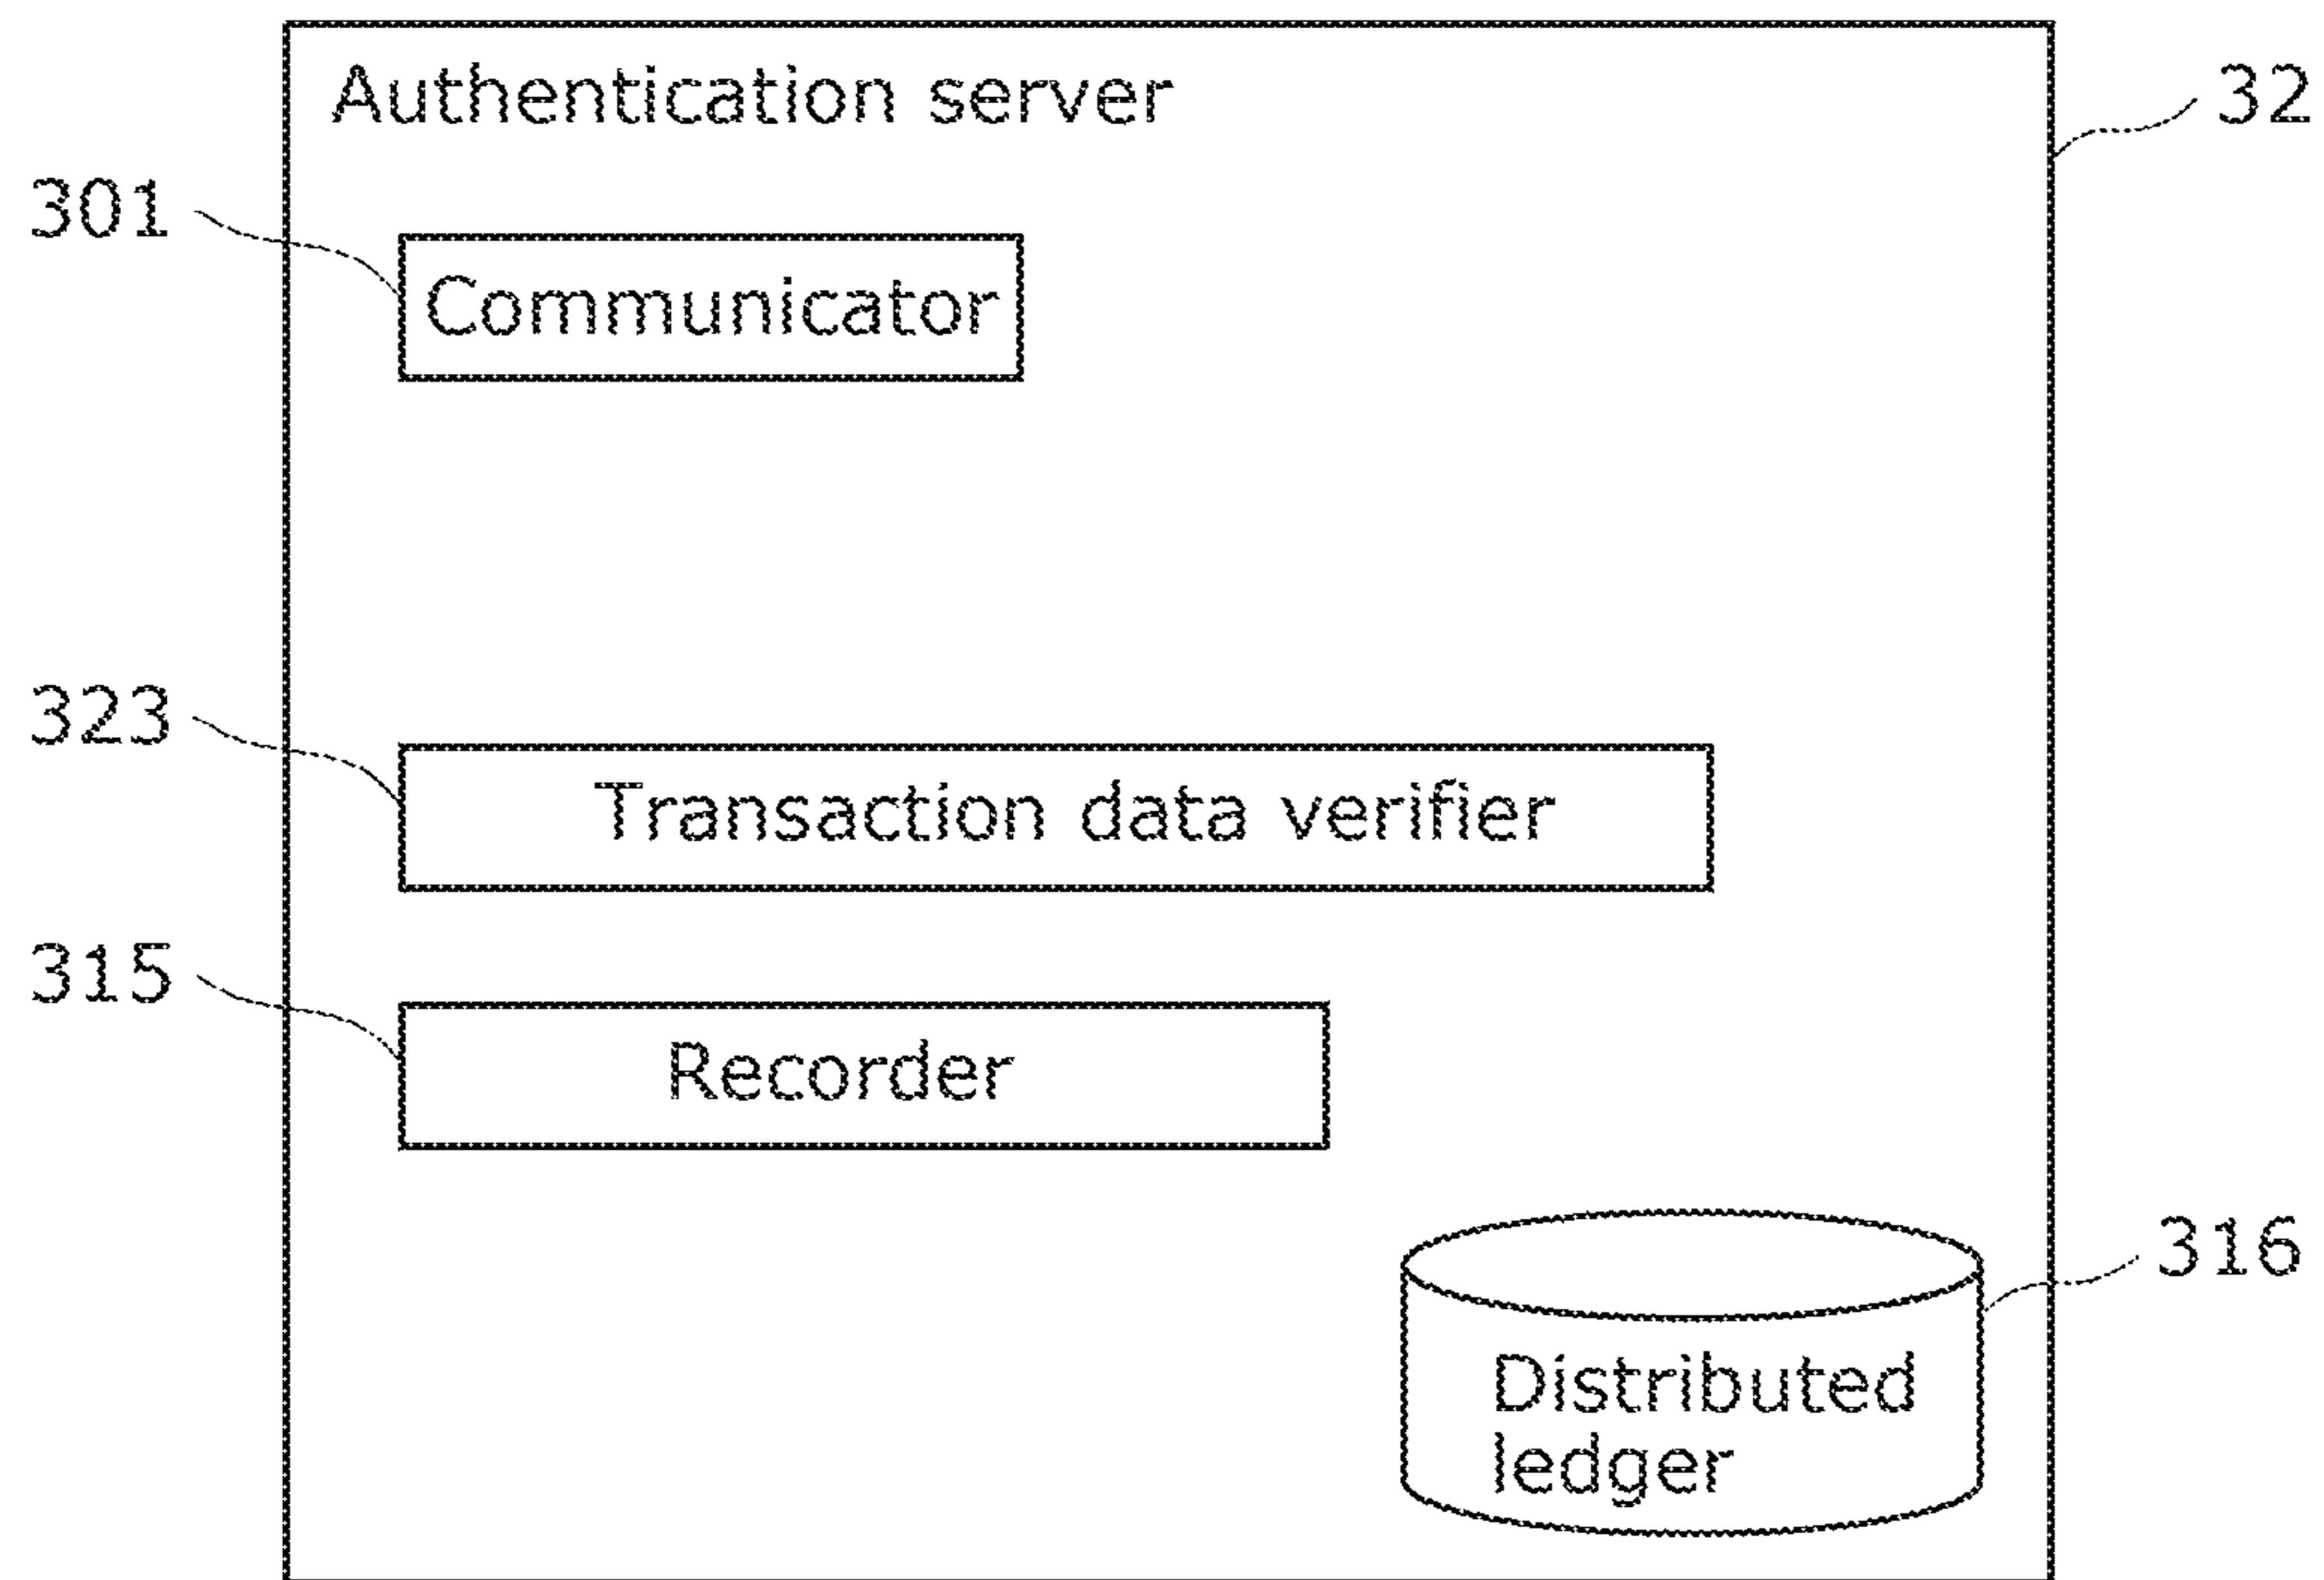 Authentication server
32
301
Communicator
323
Transaction data verifier
315
Recorder
316
Distributed
ledger